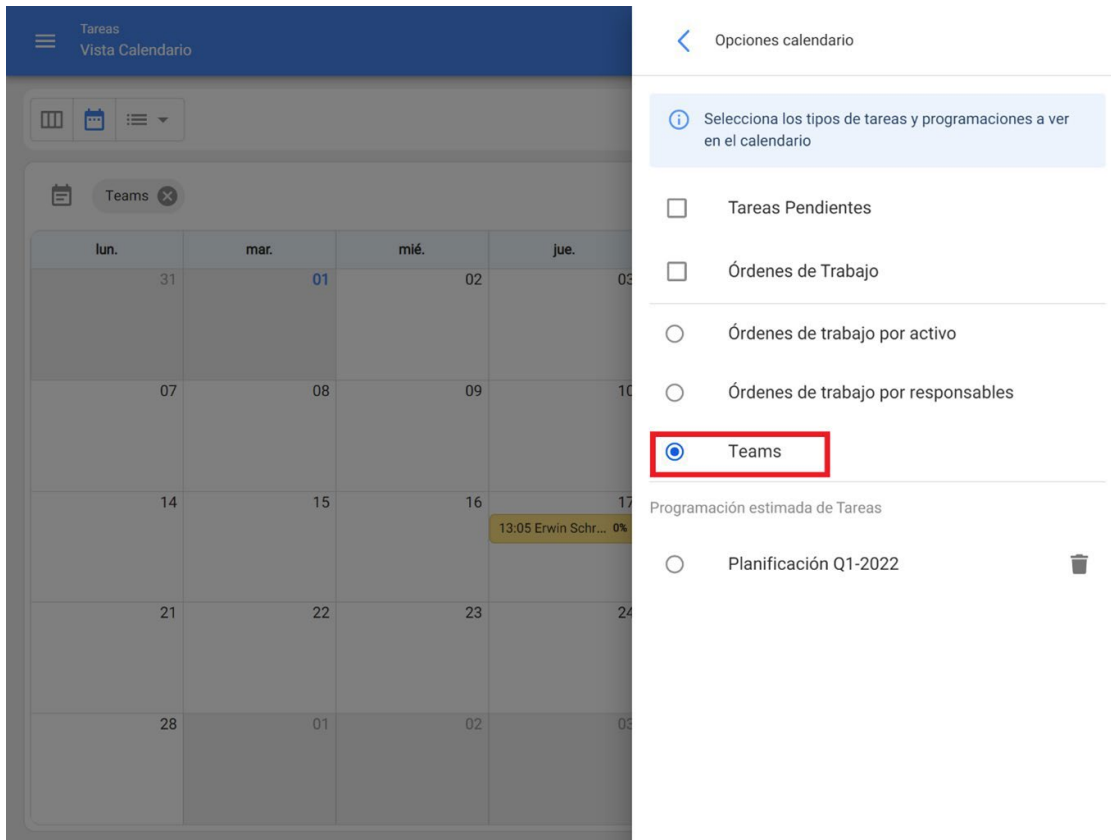 Tareas
Vista Calendario
Teams
lun. mar. mié. jue.
31 01 02 03
07 08 09 10
14 15 16 17
13:05 Erwin Schr... 0%
21 22 23 24
28 01 02 03
Opciones calendario
Selecciona los tipos de tareas y programaciones a ver
en el calendario
Tareas Pendientes
Órdenes de Trabajo
Órdenes de trabajo por activo
Órdenes de trabajo por responsables
Teams
Programación estimada de Tareas
Planificación Q1-2022